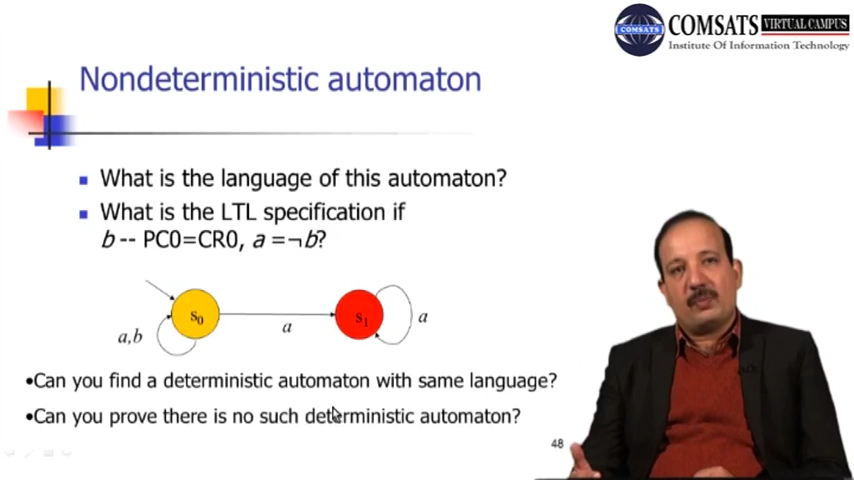 COMSATS VIRTUAL CAMPUS
COMSATS
Institute Of Information Technology
Nondeterministic automaton
What is the language of this automaton?
What is the LTL specification if
b -- PC0=CR0, a =¬b?
s0
s1
a
a
a,b
•Can you find a deterministic automaton with same language?
•Can you prove there is no such deterministic automaton?
48